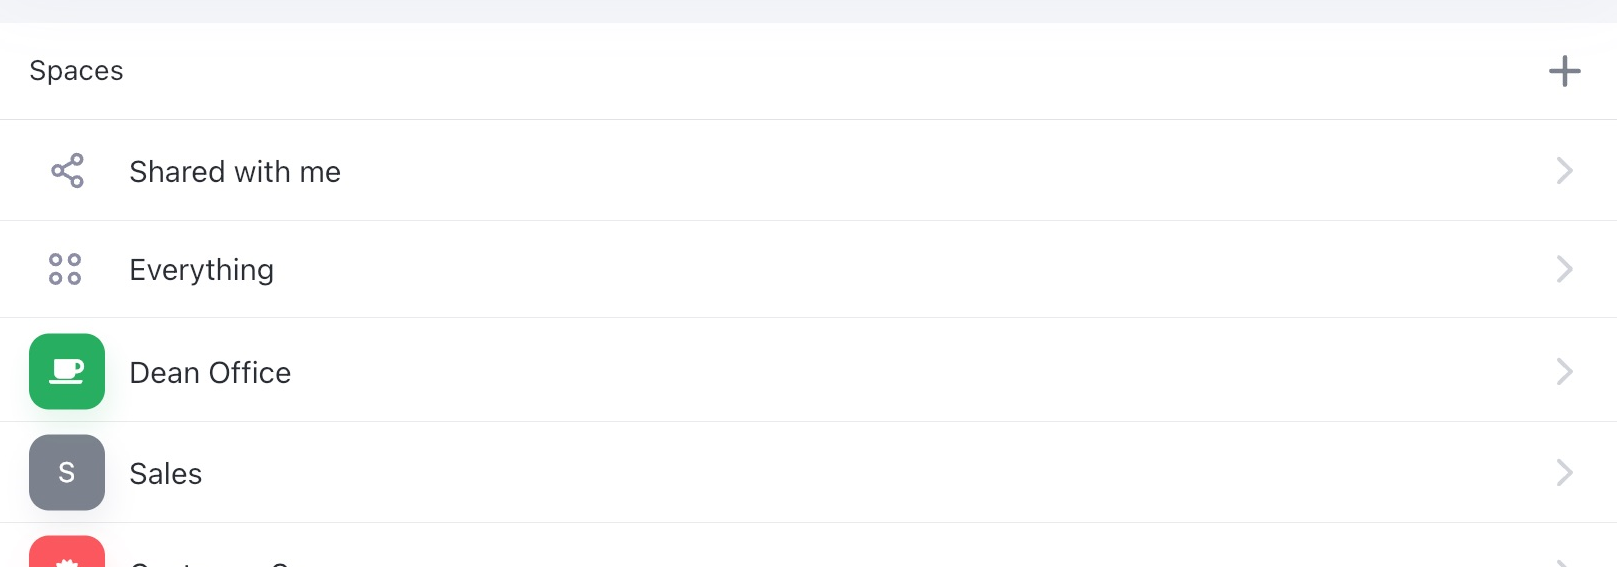 Spaces
Shared with me
Everything
Dean Office
S
Sales